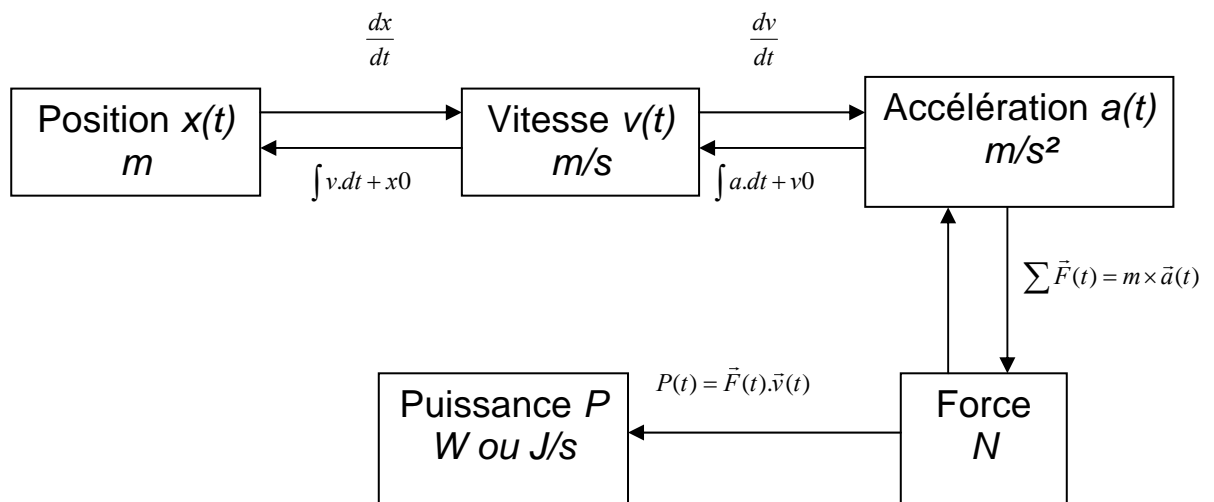 dx
dt
dv
dt
Position x(t)
m
Vitesse v(t)
m/s
Accélération a(t)
m/s²
∫ v.dt + x0
∫ a.dt + v0
∑ F⃗(t) = m × a⃗(t)
P(t) = F⃗(t).v⃗(t)
Puissance P
W ou J/s
Force
N